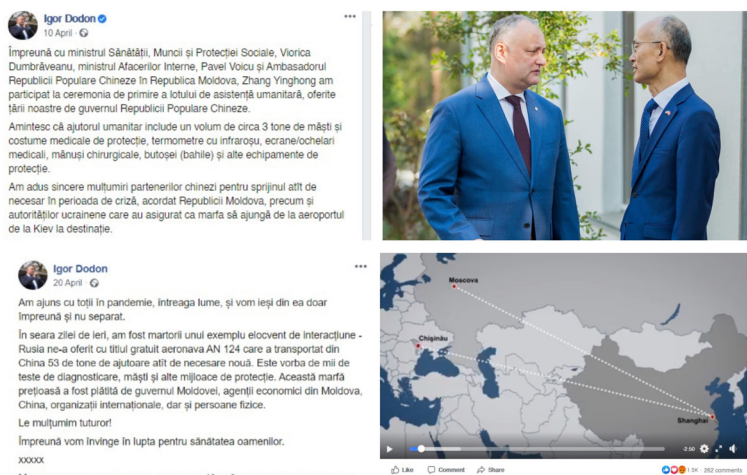 Igor Dodon
10 April
Împreună cu ministrul Sănătății, Muncii și Protecției Sociale, Viorica
Dumbrăveanu, ministrul Afacerilor Interne, Pavel Voicu și Ambasadorul
Republicii Populare Chineze în Republica Moldova, Zhang Yinghong am
participat la ceremonia de primire a lotului de asistență umanitară, oferite
țării noastre de guvernul Republicii Populare Chineze.
Amintesc că ajutorul umanitar include un volum de circa 3 tone de măști și
costume medicale de protecție, termometre cu infraroșu, ecrane/ochelari
medicali, mănuși chirurgicale, butoșei (bahile) și alte echipamente de
protecție.
Am adus sincere mulțumiri partenerilor chinezi pentru sprijinul atît de
necesar în perioada de criză, acordat Republicii Moldova, precum și
autorităților ucrainene care au asigurat ca marfa să ajungă de la aeroportul
de la Kiev la destinație.
Igor Dodon
20 April
Am ajuns cu toții în pandemie, întreaga lume, și vom ieși din ea doar
împreună și nu separat.
În seara zilei de ieri, am fost martorii unui exemplu elocvent de interacțiune -
Rusia ne-a oferit cu titlul gratuit aeronava AN 124 care a transportat din
China 53 de tone de ajutoare atît de necesare nouă. Este vorba de mii de
teste de diagnosticare, măști și alte mijloace de protecție. Această marfă
prețioasă a fost plătită de guvernul Moldovei, agenții economici din Moldova,
China, organizații internaționale, dar și persoane fizice.
Le mulțumim tuturor!
Împreună vom învinge în lupta pentru sănătatea oamenilor.
xxxxx
Moscova
Chișinău
Shanghai
-2:50
Like
Comment
Share
1.5K · 282 comments